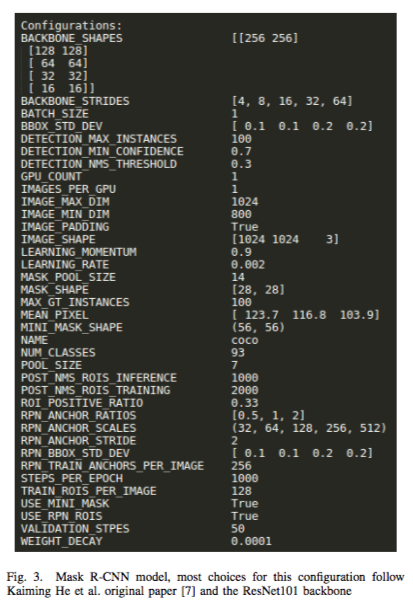 Configurations:
BACKBONE_SHAPES [[256 256]
[128 128]
[ 64 64]
[ 32 32]
[ 16 16]]
BACKBONE_STRIDES [4, 8, 16, 32, 64]
BATCH_SIZE 1
BBOX_STD_DEV [ 0.1 0.1 0.2 0.2]
DETECTION_MAX_INSTANCES 100
DETECTION_MIN_CONFIDENCE 0.7
DETECTION_NMS_THRESHOLD 0.3
GPU_COUNT 1
IMAGES_PER_GPU 1
IMAGE_MAX_DIM 1024
IMAGE_MIN_DIM 800
IMAGE_PADDING True
IMAGE_SHAPE [1024 1024 3]
LEARNING_MOMENTUM 0.9
LEARNING_RATE 0.002
MASK_POOL_SIZE 14
MASK_SHAPE [28, 28]
MAX_GT_INSTANCES 100
MEAN_PIXEL [ 123.7 116.8 103.9]
MINI_MASK_SHAPE (56, 56)
NAME coco
NUM_CLASSES 93
POOL_SIZE 7
POST_NMS_ROIS_INFERENCE 1000
POST_NMS_ROIS_TRAINING 2000
ROI_POSITIVE_RATIO 0.33
RPN_ANCHOR_RATIOS [0.5, 1, 2]
RPN_ANCHOR_SCALES (32, 64, 128, 256, 512)
RPN_ANCHOR_STRIDE 2
RPN_BBOX_STD_DEV [ 0.1 0.1 0.2 0.2]
RPN_TRAIN_ANCHORS_PER_IMAGE 256
STEPS_PER_EPOCH 1000
TRAIN_ROIS_PER_IMAGE 128
USE_MINI_MASK True
USE_RPN_ROIS True
VALIDATION_STPES 50
WEIGHT_DECAY 0.0001
Fig. 3. Mask R-CNN model, most choices for this configuration follow
Kaiming He et al. original paper [7] and the ResNet101 backbone